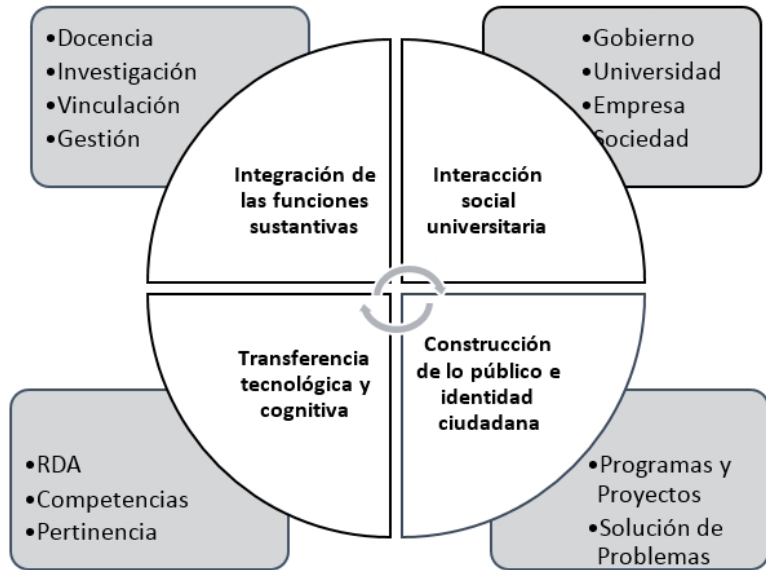 •Docencia
•Investigación
•Vinculación
•Gestión
•Gobierno
•Universidad
•Empresa
Sociedad
Integración de
las funciones
sustantivas
Interacción
social
universitaria
Transferencia
tecnológica y
cognitiva
Construcción
de lo público e
identidad
ciudadana
•RDA
•Competencias
•Pertinencia
•Programas y
Proyectos
•Solución de
Problemas